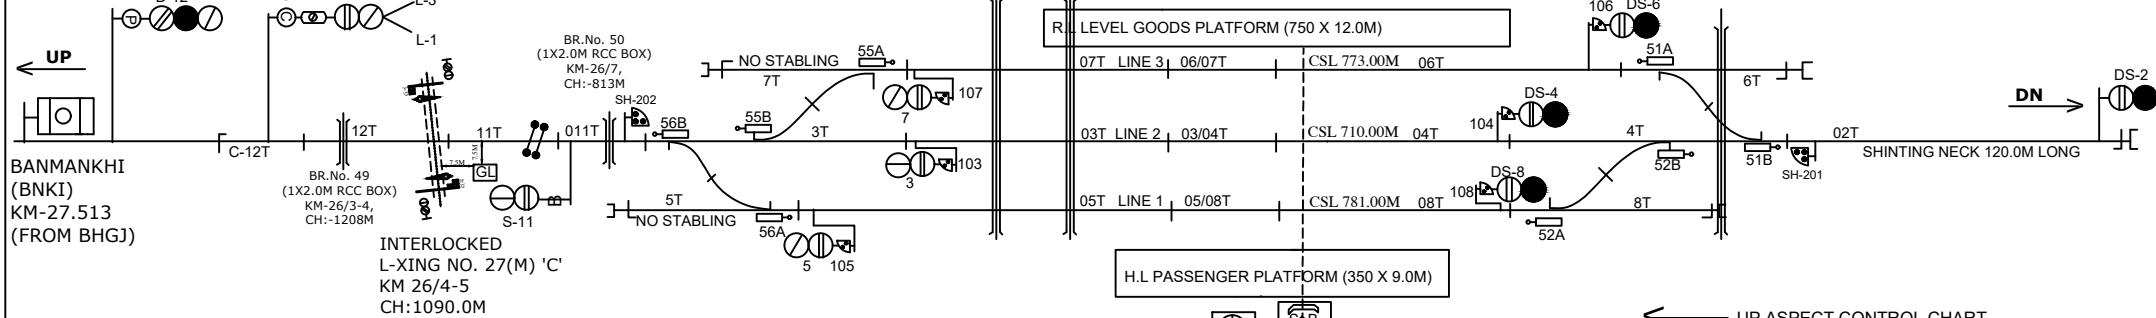 UP
BANMANKHI
(BNKI)
KM-27.513
(FROM BHGJ)
P
C
L-1
C-12T
12T
BR.No. 49
(1X2.0M RCC BOX)
KM-26/3-4,
CH:-1208M
INTERLOCKED
L-XING NO. 27(M) 'C'
KM 26/4-5
CH:1090.0M
7.5M
7.5M
11T
GL
S-11
B
011T
BR.No. 50
(1X2.0M RCC BOX)
KM-26/7,
CH:-813M
SH-202
56B
55B
55A
NO STABLING
7T
3T
5T
NO STABLING
56A
107
7
103
3
105
5
R.L LEVEL GOODS PLATFORM (750 X 12.0M)
07T LINE 3 06/07T CSL 773.00M 06T
03T LINE 2 03/04T CSL 710.00M 04T
05T LINE 1 05/08T CSL 781.00M 08T
H.L PASSENGER PLATFORM (350 X 9.0M)
106
DS-6
51A
6T
104
DS-4
4T
108
DS-8
52B
52A
8T
51B
02T
SH-201
SHINTING NECK 120.0M LONG
DN
DS-2
UP ASPECT CONTROL CHART